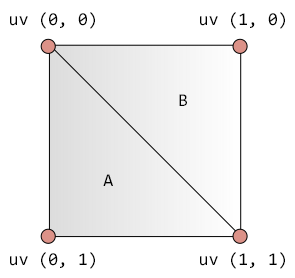 uv (0, 0) uv (1, 0)
B
A
uv (0, 1) uv (1, 1)